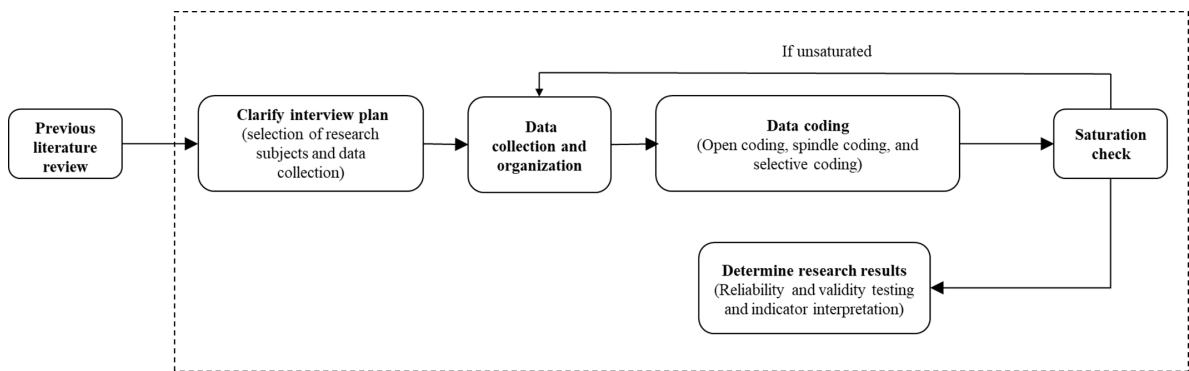 If unsaturated
Previous
literature
review
Clarify interview plan
(selection of research
subjects and data
collection)
Data
collection and
organization
Data coding
(Open coding, spindle coding, and
selective coding)
Saturation
check
Determine research results
(Reliability and validity testing
and indicator interpretation)